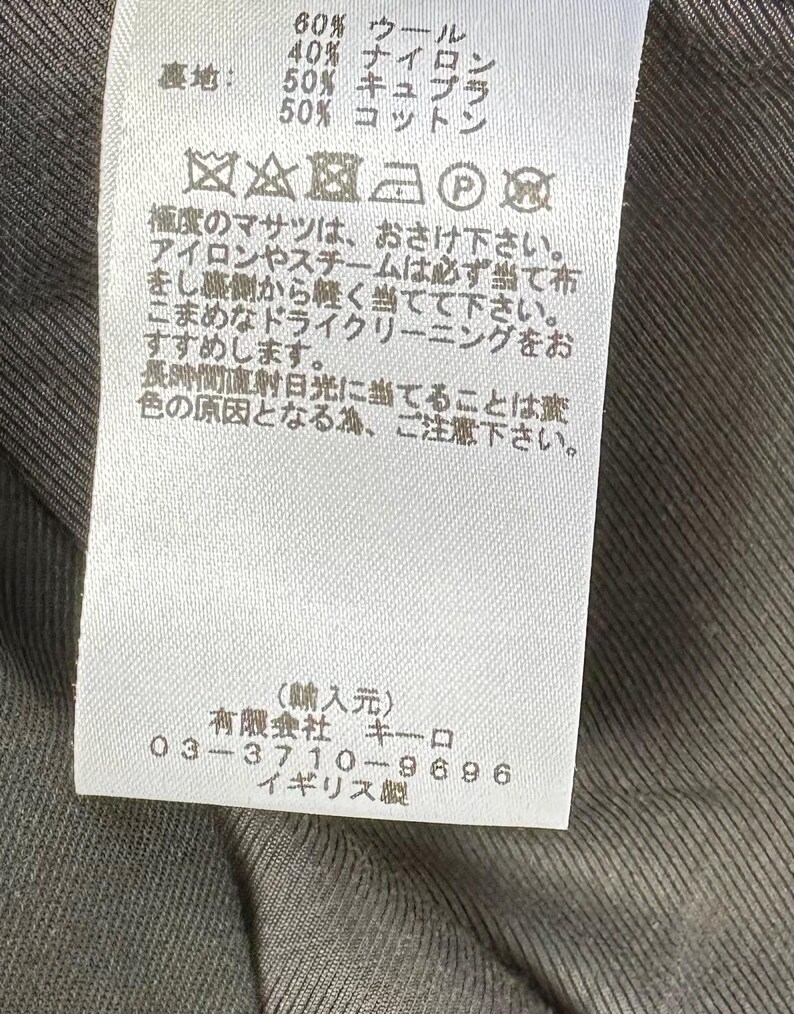 60% ウール
40% ナイロン
裏地: 50% キュプラ
50% コットン
P W
極度のマサツは、おさけ下さい。
アイロンやスチームは必ず当て布
をし裏側から軽く当てて下さい。
こまめなドライクリーニングをお
すすめします。
長時間直射日光に当てることは変
色の原因となる為、ご注意下さい。
(輸入元)
有限会社 キーロ
03-3710-9696
イギリス製